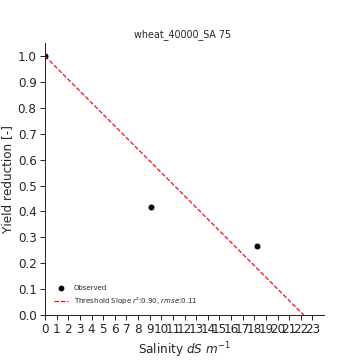 wheat_40000_SA 75
Yield reduction [-]
1.0
0.9
0.8
0.7
0.6
0.5
0.4
0.3
0.2
0.1
0.0
Observed
Threshold Slope r²:0.90, rmse:0.11
0 1 2 3 4 5 6 7 8 9 10 11 12 13 14 15 16 17 18 19 20 21 22 23
Salinity dS m⁻¹